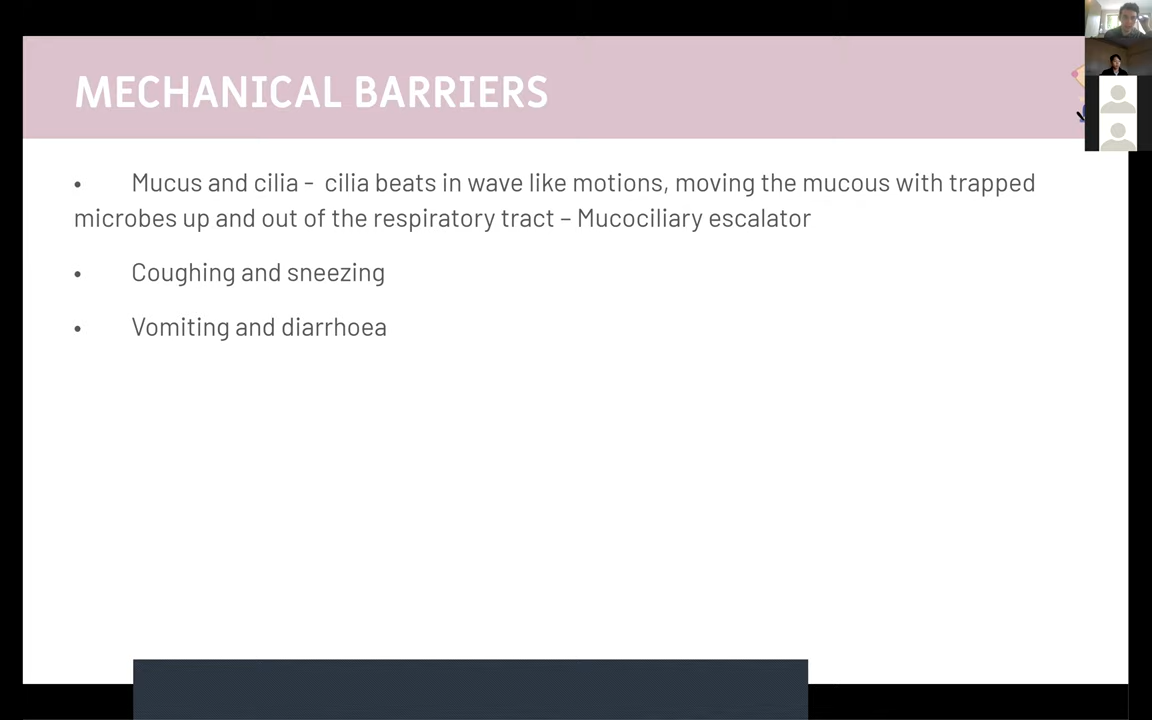 MECHANICAL BARRIERS
• Mucus and cilia - cilia beats in wave like motions, moving the mucous with trapped
microbes up and out of the respiratory tract – Mucociliary escalator
• Coughing and sneezing
• Vomiting and diarrhoea